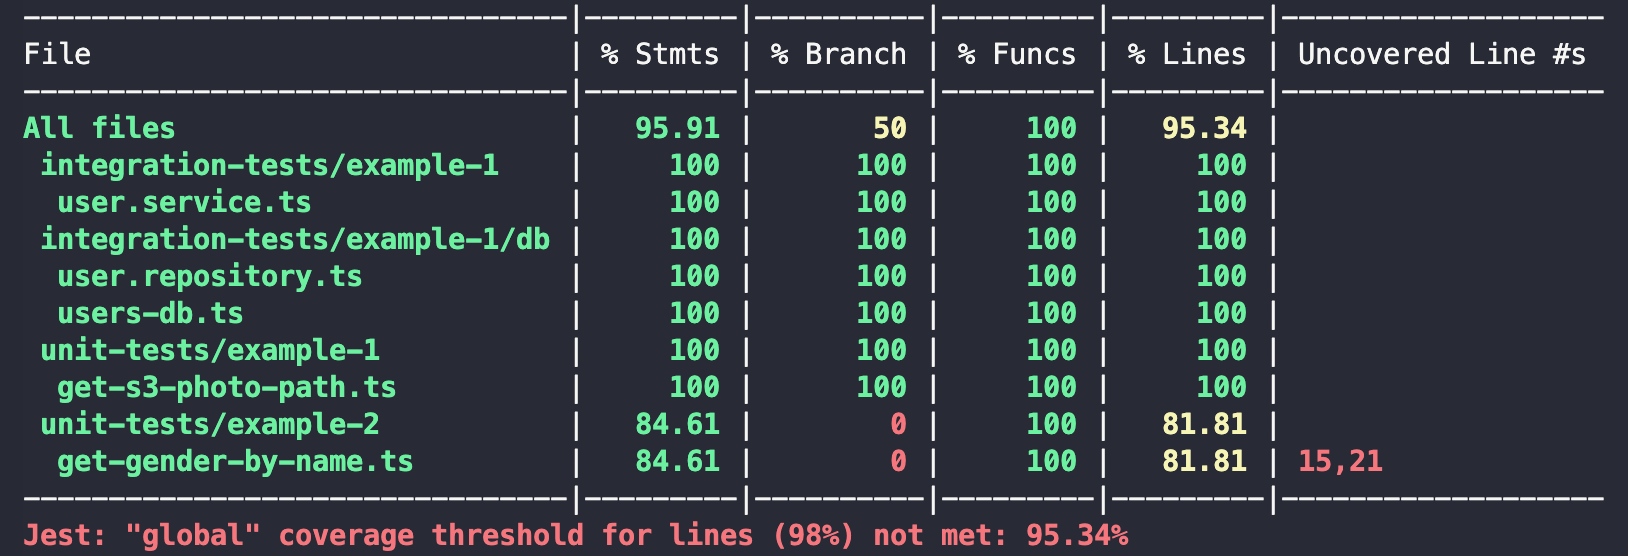 -------------------------------|---------|----------|---------|---------|-------------------
File                           | % Stmts | % Branch | % Funcs | % Lines | Uncovered Line #s
-------------------------------|---------|----------|---------|---------|-------------------
All files                      |   95.91 |       50 |     100 |   95.34 |
 integration-tests/example-1   |     100 |      100 |     100 |     100 |
  user.service.ts              |     100 |      100 |     100 |     100 |
 integration-tests/example-1/db |     100 |      100 |     100 |     100 |
  user.repository.ts           |     100 |      100 |     100 |     100 |
  users-db.ts                  |     100 |      100 |     100 |     100 |
 unit-tests/example-1          |     100 |      100 |     100 |     100 |
  get-s3-photo-path.ts         |     100 |      100 |     100 |     100 |
 unit-tests/example-2          |   84.61 |        0 |     100 |   81.81 |
  get-gender-by-name.ts        |   84.61 |        0 |     100 |   81.81 | 15,21
-------------------------------|---------|----------|---------|---------|-------------------
Jest: "global" coverage threshold for lines (98%) not met: 95.34%